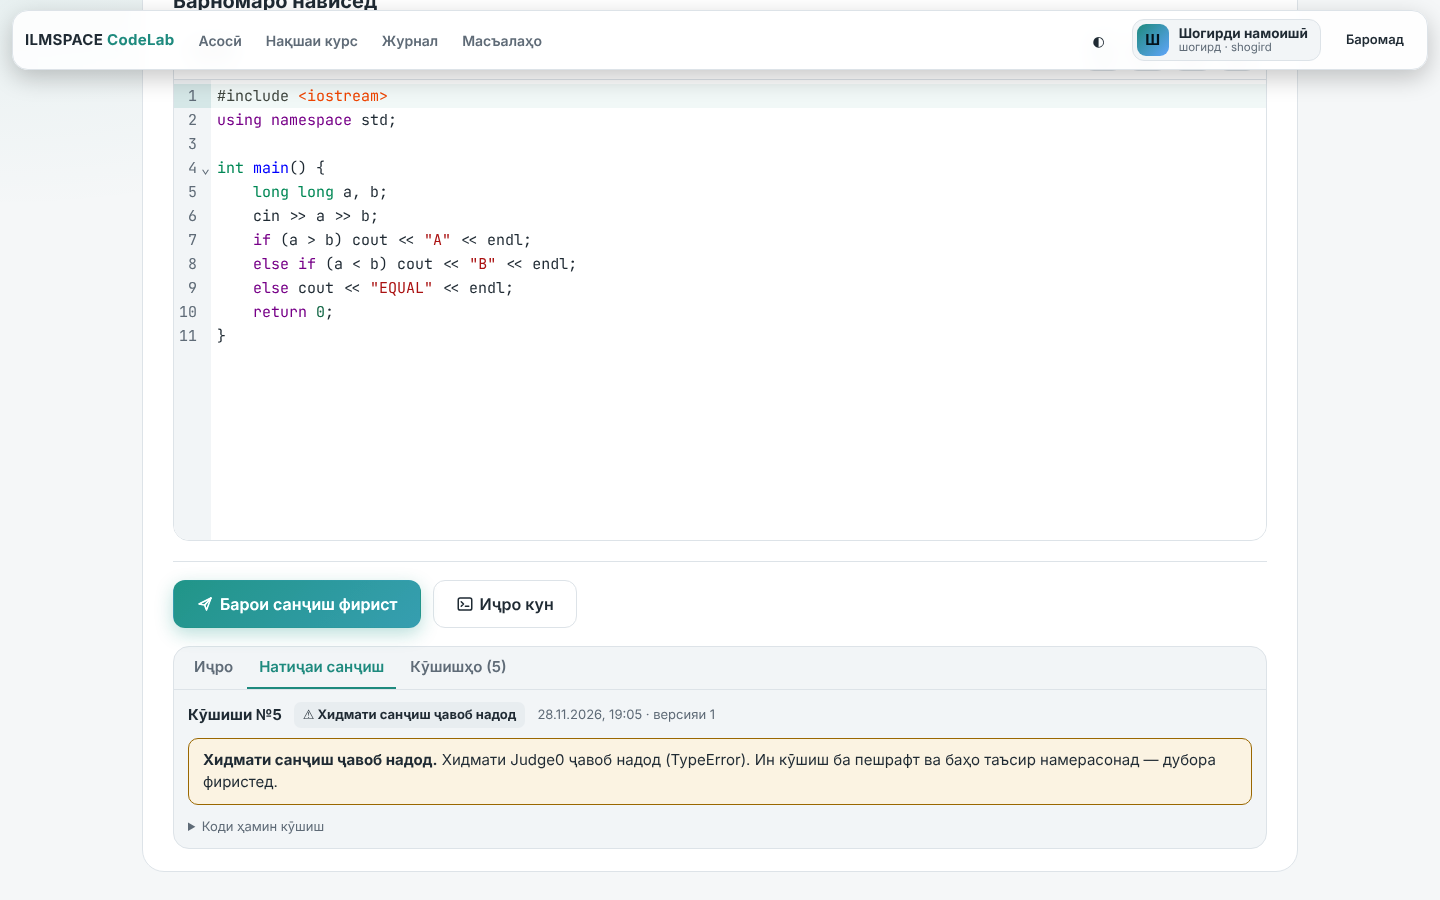 Барномаро нависед
ILMSPACE CodeLab
Асосӣ
Нақшаи курс
Журнал
Масъалаҳо
Ш
Шогирди намоишӣ
шогирд · shogird
Баромад
1 #include <iostream>
2 using namespace std;
3
4 int main() {
5 long long a, b;
6 cin >> a >> b;
7 if (a > b) cout << "A" << endl;
8 else if (a < b) cout << "B" << endl;
9 else cout << "EQUAL" << endl;
10 return 0;
11 }
Барои санҷиш фирист
Иҷро кун
Иҷро
Натиҷаи санҷиш
Кӯшишҳо (5)
Кӯшиши №5 ⚠ Хидмати санҷиш ҷавоб надод 28.11.2026, 19:05 · версияи 1
Хидмати санҷиш ҷавоб надод. Хидмати Judge0 ҷавоб надод (TypeError). Ин кӯшиш ба пешрафт ва баҳо таъсир намерасонад — дубора
фиристед.
▶ Коди ҳамин кӯшиш